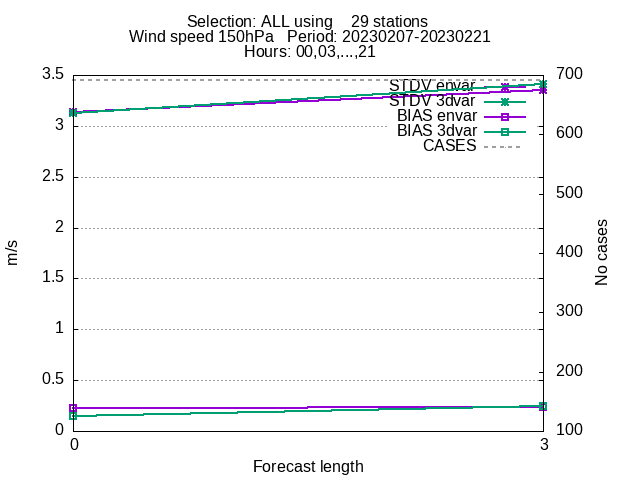 Selection: ALL using    29 stations
Wind speed 150hPa   Period: 20230207-20230221
Hours: 00,03,...,21
3.5
3
2.5
2
1.5
1
0.5
0
m/s
700
600
500
400
300
200
100
No cases
STDV envar
STDV 3dvar
BIAS envar
BIAS 3dvar
CASES
0
3
Forecast length